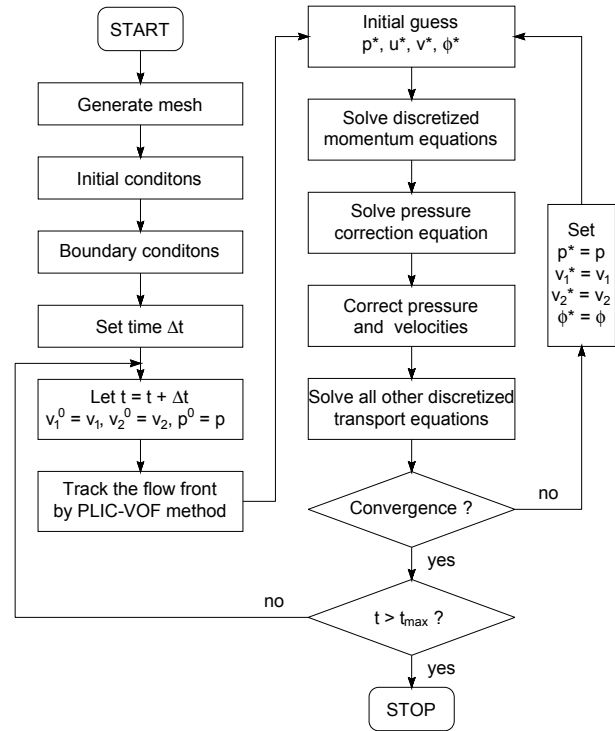 START
Generate mesh
Initial conditons
Boundary conditons
Set time Δt
Let t = t + Δt
v₁⁰ = v₁, v₂⁰ = v₂, p⁰ = p
Track the flow front
by PLIC-VOF method
Initial guess
p*, u*, v*, ϕ*
Solve discretized
momentum equations
Solve pressure
correction equation
Correct pressure
and velocities
Solve all other discretized
transport equations
Convergence ?
no
Set
p* = p
v₁* = v₁
v₂* = v₂
ϕ* = ϕ
yes
t > tₘₐₓ ?
no
yes
STOP